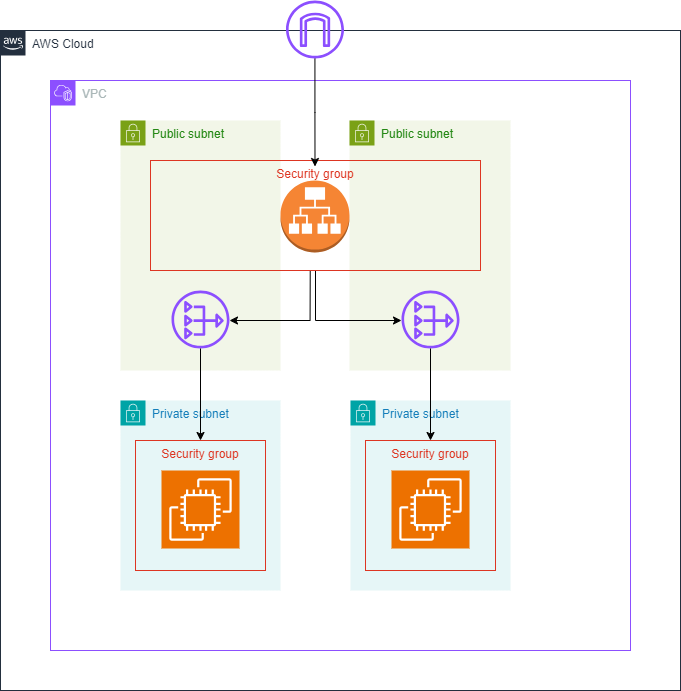 aws
AWS Cloud
VPC
Public subnet
Public subnet
Security group
Private subnet
Private subnet
Security group
Security group